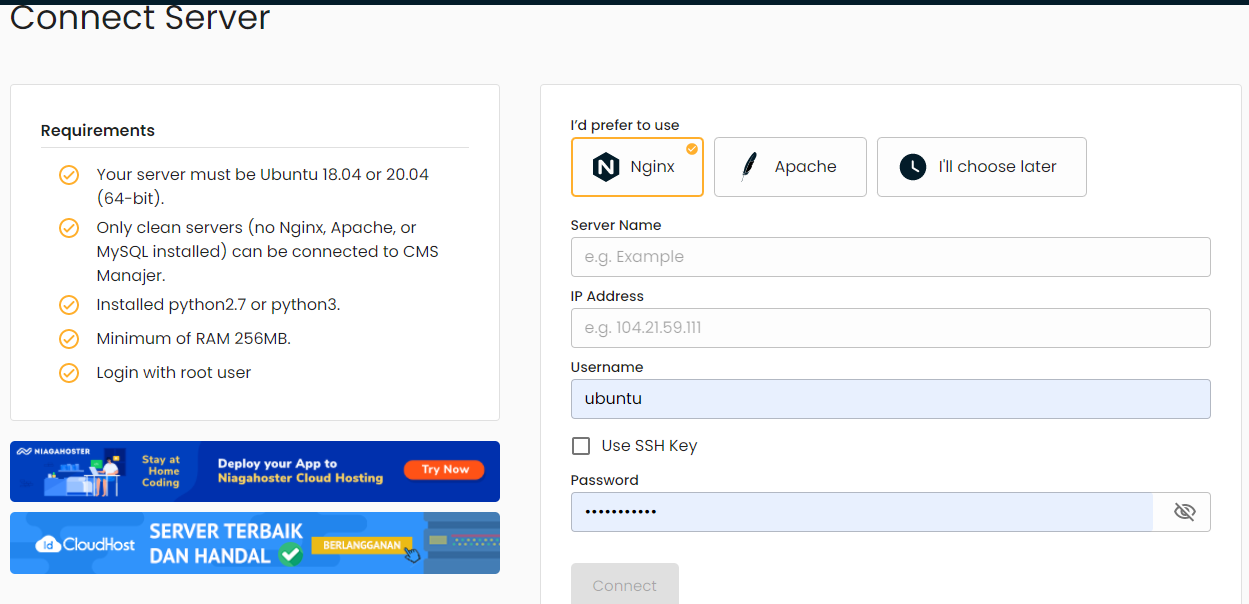 Connect Server
Requirements
Your server must be Ubuntu 18.04 or 20.04
(64-bit).
Only clean servers (no Nginx, Apache, or
MySQL installed) can be connected to CMS
Manajer.
Installed python2.7 or python3.
Minimum of RAM 256MB.
Login with root user
NIAGAHOSTER
Stay at
Home
Coding
Deploy your App to
Niagahoster Cloud Hosting
Try Now
Id CloudHost
SERVER TERBAIK
DAN HANDAL
BERLANGGANAN
I'd prefer to use
Nginx
Apache
I'll choose later
Server Name
e.g. Example
IP Address
e.g. 104.21.59.111
Username
ubuntu
Use SSH Key
Password
•••••••••••
Connect